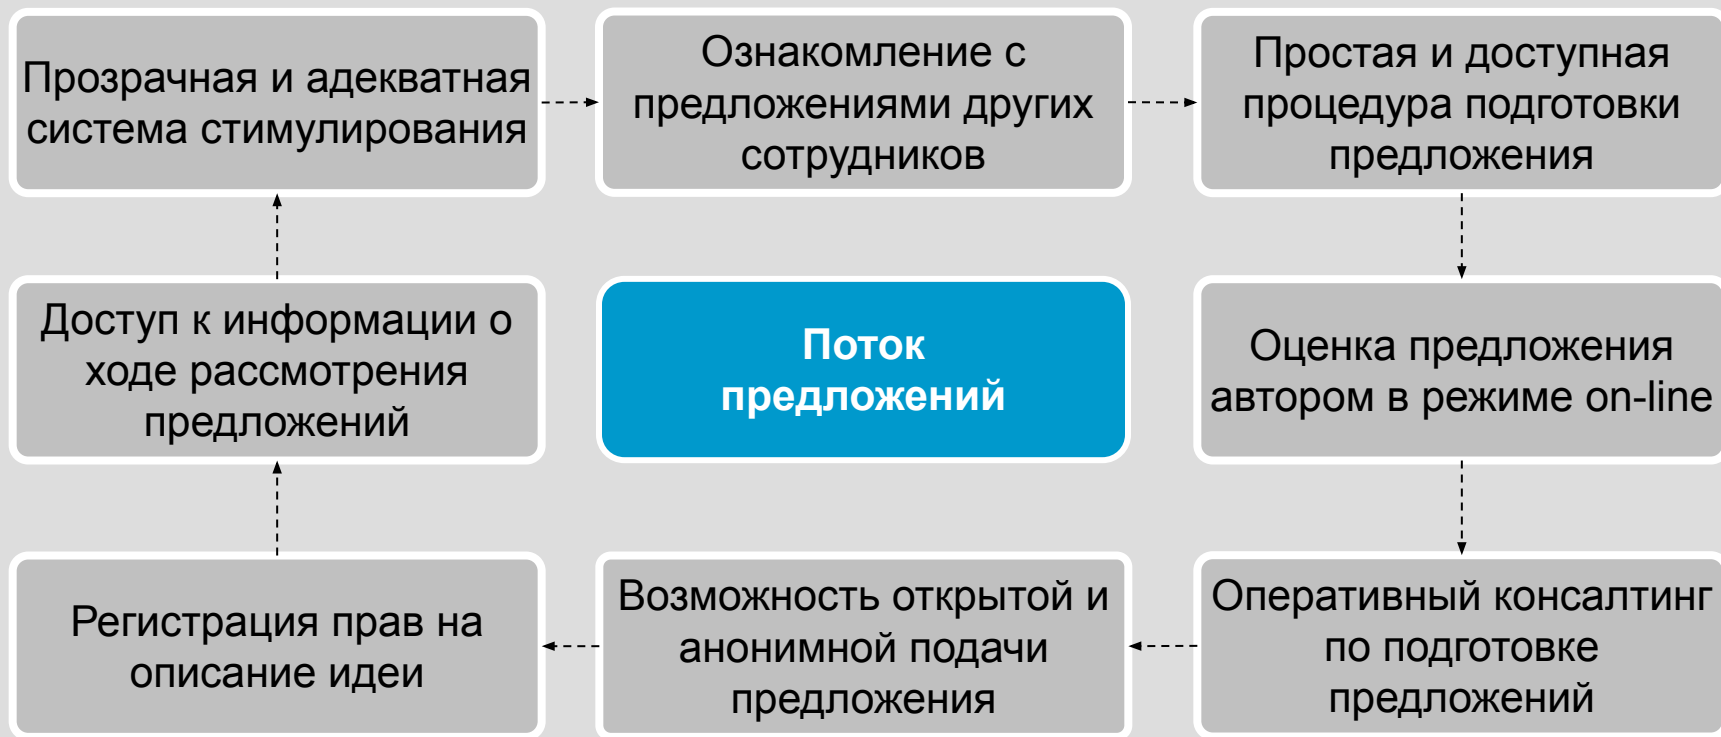 Прозрачная и адекватная
система стимулирования
Ознакомление с
предложениями других
сотрудников
Простая и доступная
процедура подготовки
предложения
Доступ к информации о
ходе рассмотрения
предложений
Поток
предложений
Оценка предложения
автором в режиме on-line
Регистрация прав на
описание идеи
Возможность открытой и
анонимной подачи
предложения
Оперативный консалтинг
по подготовке
предложений